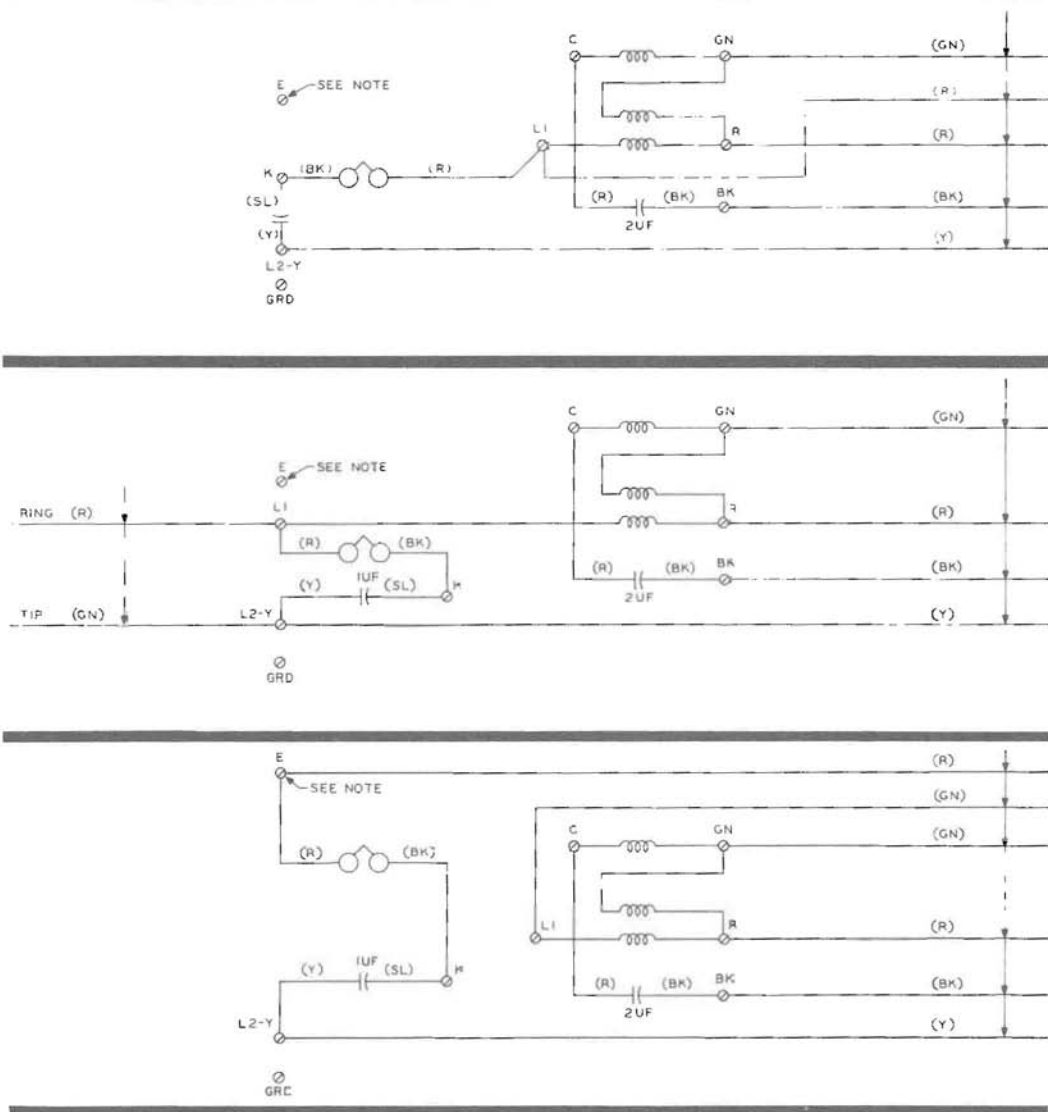 C GN (GN)
E SEE NOTE
(R)
L1 R (R)
K (BK) (R)
(SL)
(R) (BK) BK (BK)
2UF
(Y) (Y)
L2-Y
GRD
C GN (GN)
E SEE NOTE
RING (R) L1 (R)
(R) (BK)
(R) (BK) BK (BK)
1UF
(Y) (SL) K
2UF
TIP (GN) L2-Y (Y)
GRD
E (R)
SEE NOTE
(GN)
C GN (GN)
(R) (BK)
L1 R (R)
1UF
(Y) (SL) K
(R) (BK) BK (BK)
2UF
L2-Y (Y)